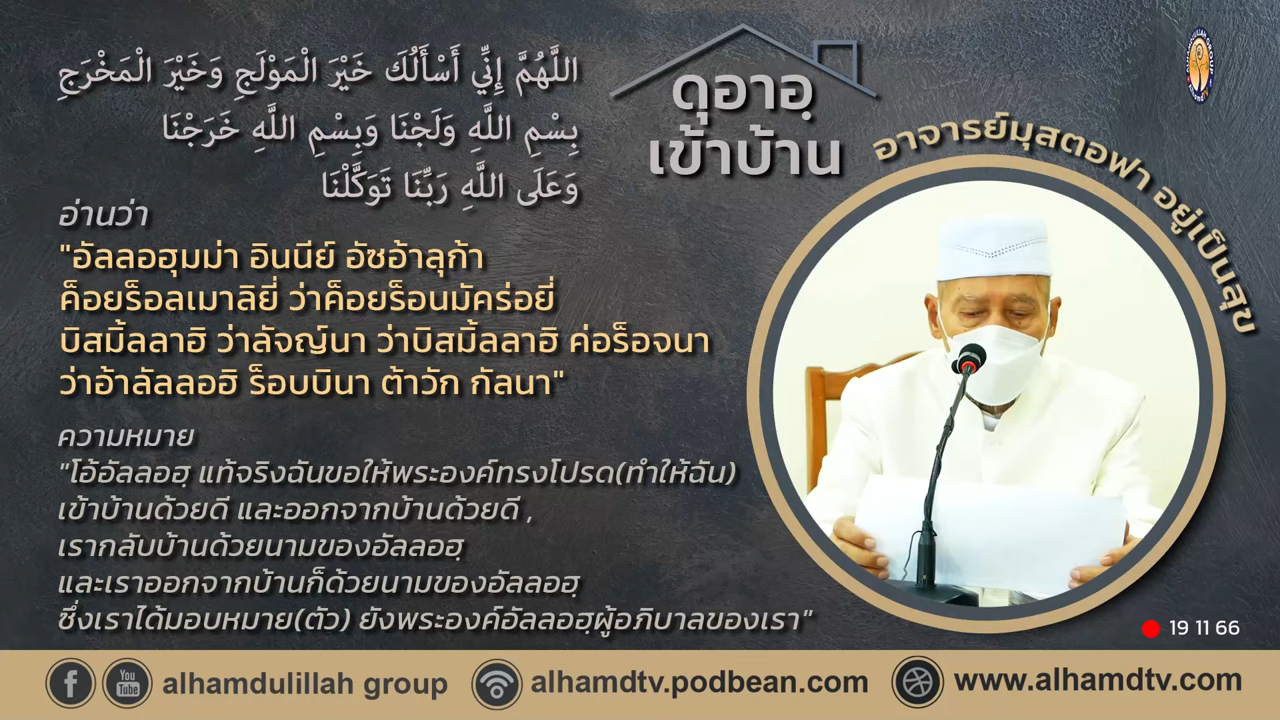 اللَّهُمَّ إِنِّي أَسْأَلُكَ خَيْرَ الْمَوْلَجِ وَخَيْرَ الْمَخْرَجِ
بِسْمِ اللَّهِ وَلَجْنَا وَبِسْمِ اللَّهِ خَرَجْنَا
وَعَلَى اللَّهِ رَبِّنَا تَوَكَّلْنَا
ดุอาอฺ
เข้าบ้าน
อาจารย์มุสตอฟา อยู่เป็นสุข
อ่านว่า
"อัลลอฮุมม่า อินนีย์ อัซอ้าลุก้า
ค็อยร็อลเมาลิยี่ ว่าค็อยร็อนมัคร่อยี่
บิสมิ้ลลาฮิ ว่าลัจญ์นา ว่าบิสมิ้ลลาฮิ ค่อร็อจนา
ว่าอ้าลัลลอฮิ ร็อบบินา ต้าวัก กัลนา"
ความหมาย
"โอ้อัลลอฮฺ แท้จริงฉันขอให้พระองค์ทรงโปรด(ทำให้ฉัน)
เข้าบ้านด้วยดี และออกจากบ้านด้วยดี ,
เรากลับบ้านด้วยนามของอัลลอฮฺ
และเราออกจากบ้านก็ด้วยนามของอัลลอฮฺ
ซึ่งเราได้มอบหมาย(ตัว) ยังพระองค์อัลลอฮฺผู้อภิบาลของเรา"
19 11 66
You Tube alhamdulillah group
alhamdtv.podbean.com
www.alhamdtv.com